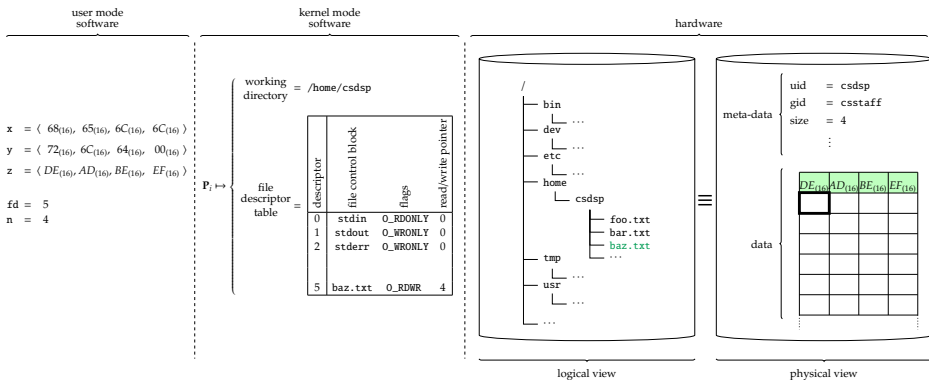 user mode
software
kernel mode
software
hardware
x = ⟨ 68(16), 65(16), 6C(16), 6C(16) ⟩
y = ⟨ 72(16), 6C(16), 64(16), 00(16) ⟩
z = ⟨ DE(16), AD(16), BE(16), EF(16) ⟩
fd = 5
n = 4
Pi ↦
working
directory = /home/csdsp
file
descriptor
table
=
descriptor file control block flags read/write pointer
0 stdin O_RDONLY 0
1 stdout O_WRONLY 0
2 stderr O_WRONLY 0
5 baz.txt O_RDWR 4
/
bin
...
dev
...
etc
...
home
csdsp
foo.txt
bar.txt
baz.txt
...
tmp
...
usr
...
...
logical view
≡
meta-data
uid = csdsp
gid = csstaff
size = 4
⋮
data
DE(16) AD(16) BE(16) EF(16)
physical view